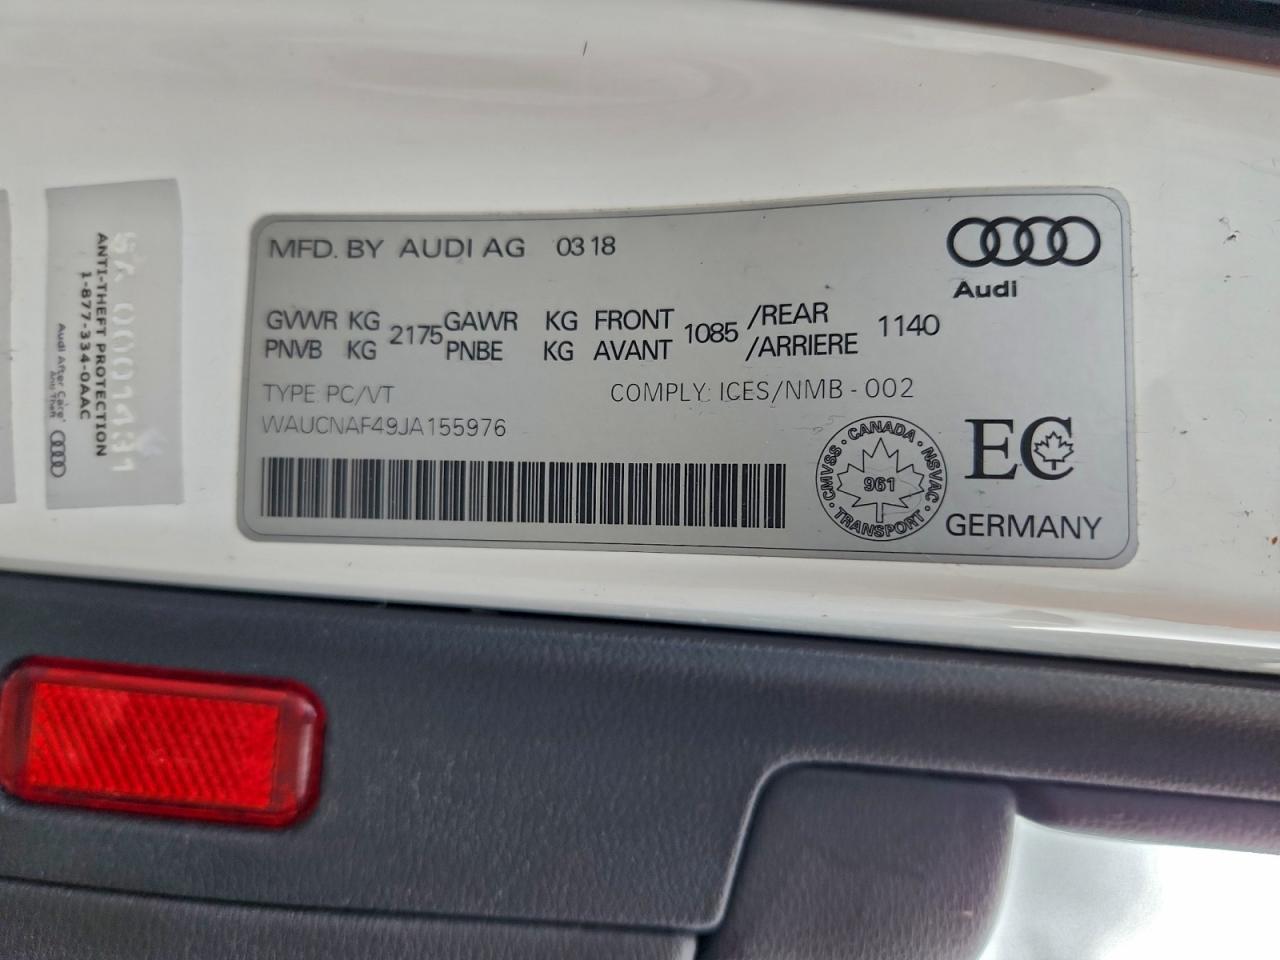 MFD. BY AUDI AG 03 18
Audi
GVWR KG 2175 GAWR KG FRONT 1085 /REAR 1140
PNVB KG PNBE KG AVANT /ARRIERE
TYPE: PC/VT COMPLY: ICES/NMB - 002
WAUCNAF49JA155976
CANADA · NSVAC · TRANSPORT · CMVSS ·
961
EC
GERMANY
ANTI-THEFT PROTECTION
1-877-334-0AAC
Audi After Care
Anti Theft